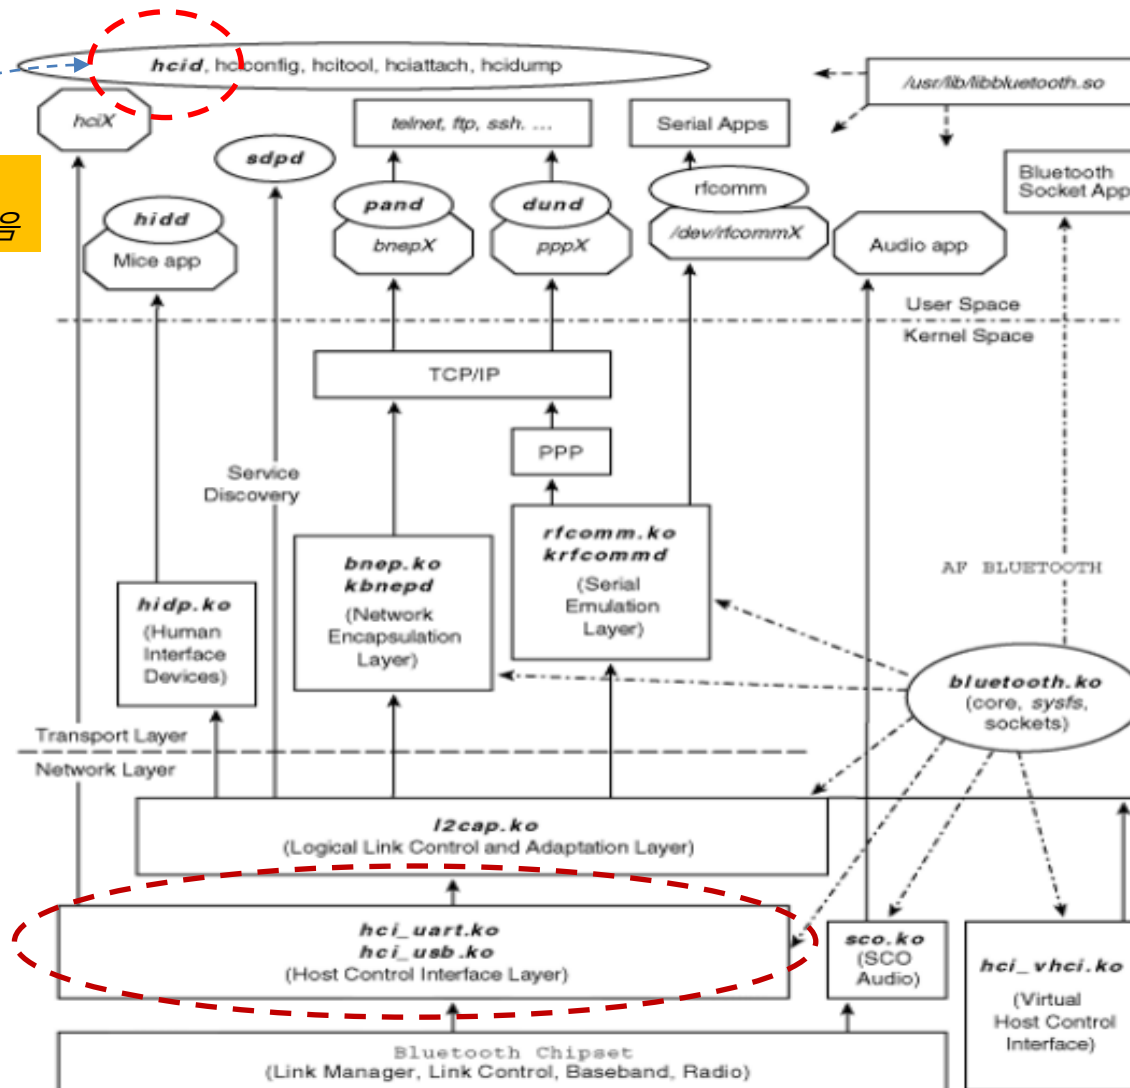 hcid, hciconfig, hcitool, hciattach, hcidump
/usr/lib/libbluetooth.so
hciX
telnet, ftp, ssh. ...
Serial Apps
sdpd
Bluetooth
Socket App
음
hidd
Mice app
pand
bnepX
dund
pppX
rfcomm
/dev/rfcommX
Audio app
User Space
Kernel Space
TCP/IP
PPP
Service
Discovery
rfcomm.ko
krfcommd
(Serial
Emulation
Layer)
bnep.ko
kbnepd
(Network
Encapsulation
Layer)
AF BLUETOOTH
hidp.ko
(Human
Interface
Devices)
bluetooth.ko
(core, sysfs,
sockets)
Transport Layer
Network Layer
l2cap.ko
(Logical Link Control and Adaptation Layer)
hci_uart.ko
hci_usb.ko
(Host Control Interface Layer)
sco.ko
(SCO
Audio)
hci_vhci.ko
(Virtual
Host Control
Interface)
Bluetooth Chipset
(Link Manager, Link Control, Baseband, Radio)